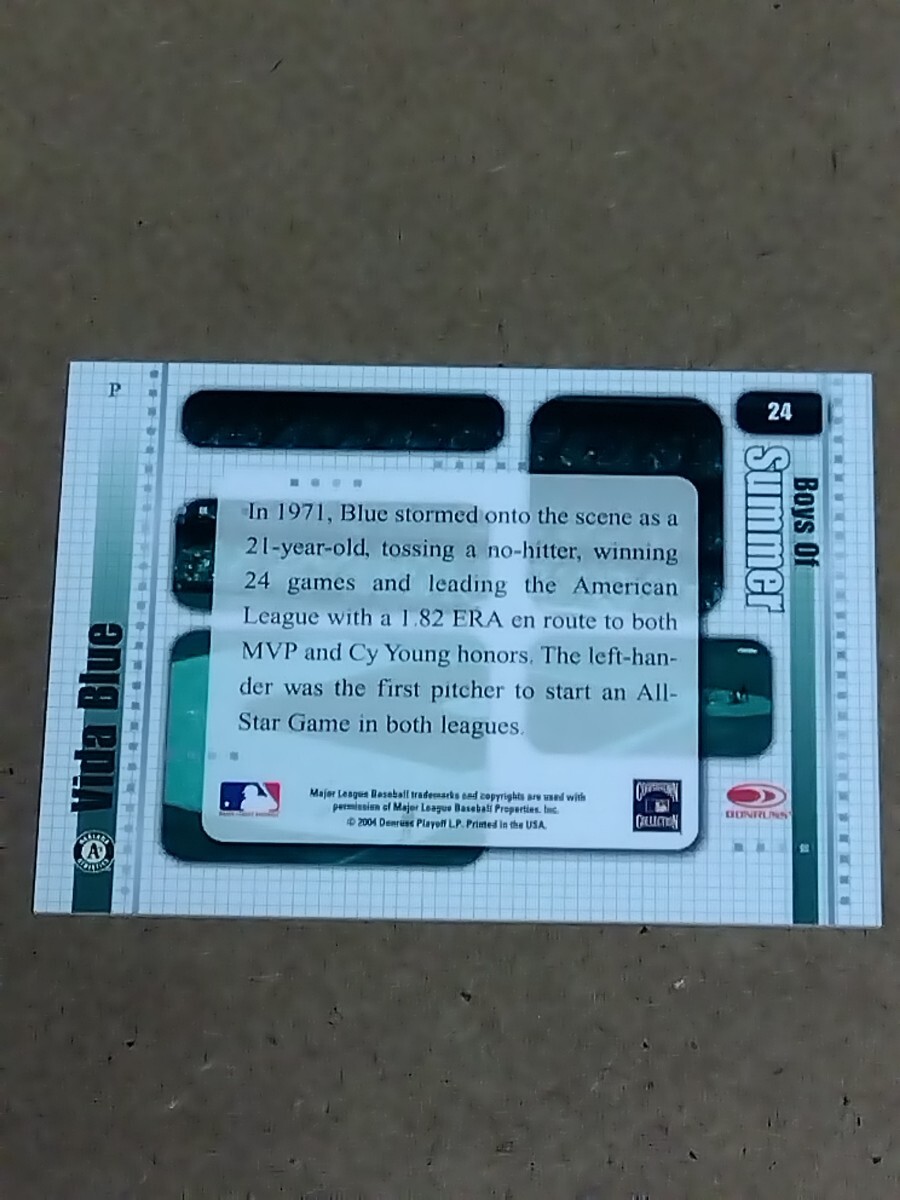 P
24
Boys Of
Summer
Vida Blue
In 1971, Blue stormed onto the scene as a
21-year-old, tossing a no-hitter, winning
24 games and leading the American
League with a 1.82 ERA en route to both
MVP and Cy Young honors. The left-han-
der was the first pitcher to start an All-
Star Game in both leagues.
Major League Baseball trademarks and copyrights are used with
permission of Major League Baseball Properties, Inc.
© 2004 Donruss Playoff L.P. Printed in the USA.
COOPERSTOWN
COLLECTION
DONRUSS
A's
ATHLETICS